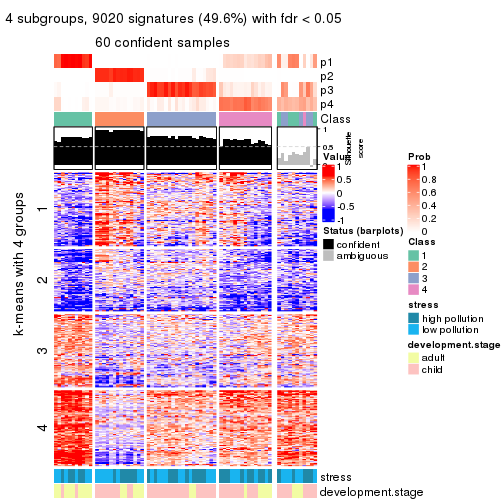 4 subgroups, 9020 signatures (49.6%) with fdr < 0.05
60 confident samples
p1
p2
p3
p4
Class
1
0.5
0
Silhouette
score
k-means with 4 groups
1
2
3
4
stress
development.stage
Value
1
0.5
0
-0.5
-1
Status (barplots)
confident
ambiguous
Prob
1
0.8
0.6
0.4
0.2
0
Class
1
2
3
4
stress
high pollution
low pollution
development.stage
adult
child